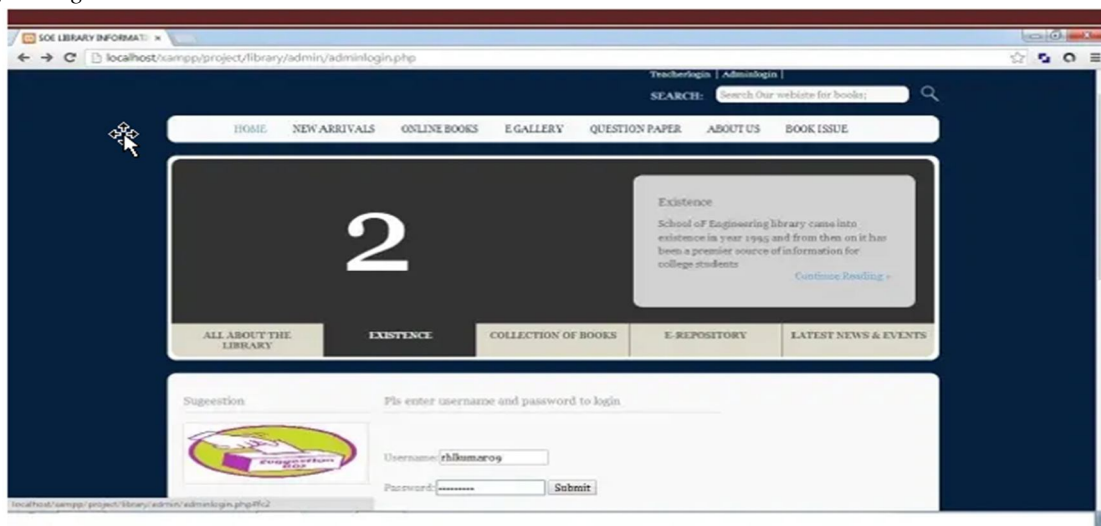 SOE LIBRARY INFORMATI
localhost/xampp/project/library/admin/adminlogin.php
Teacherlogin | Adminlogin |
SEARCH: Search Our webiste for books;
HOME NEW ARRIVALS ONLINE BOOKS E GALLERY QUESTION PAPER ABOUT US BOOK ISSUE
2
Existence
School oF Engineering library came into
existence in year 1995 and from then on it has
been a premier source of information for
college students
Continue Reading »
ALL ABOUT THE
LIBRARY
EXISTENCE
COLLECTION OF BOOKS
E-REPOSITORY
LATEST NEWS & EVENTS
Sugeestion
Pls enter username and password to login
Suggestion
Box
Username: rhlkumar09
Password: ---------
Submit
localhost/xampp/project/library/admin/adminlogin.php#fc2